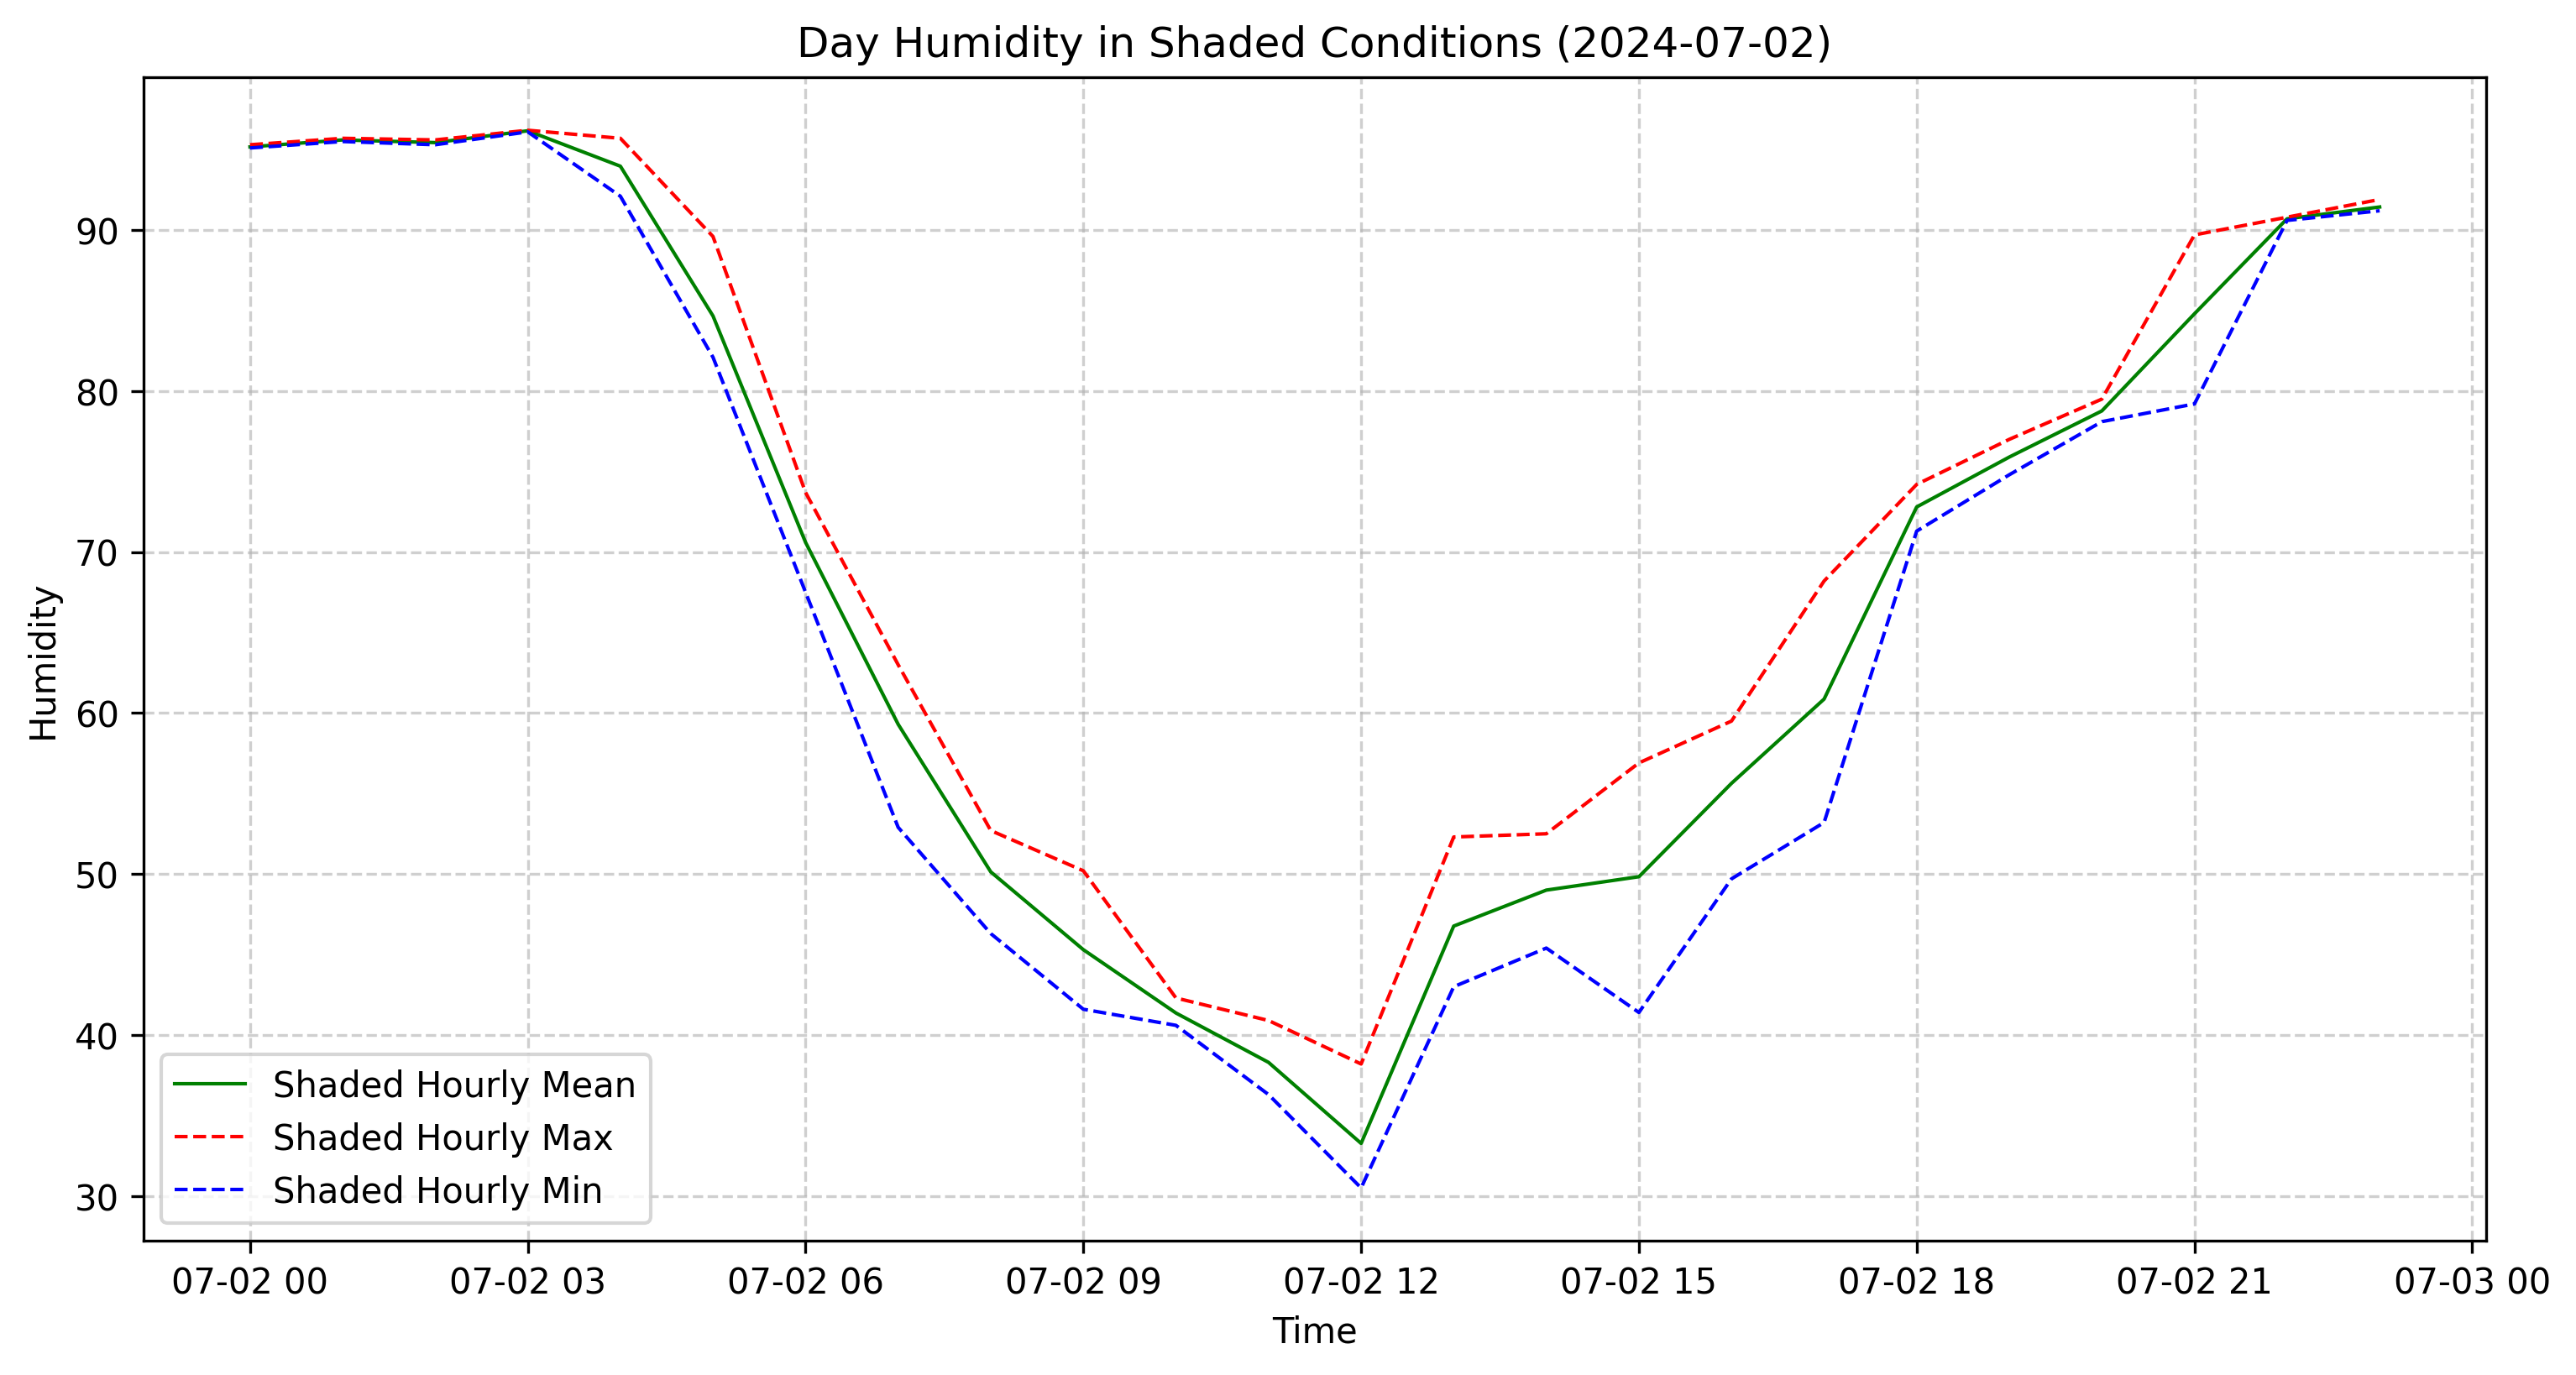 Day Humidity in Shaded Conditions (2024-07-02)
Humidity
90
80
70
60
50
40
30
Shaded Hourly Mean
Shaded Hourly Max
Shaded Hourly Min
07-02 00 07-02 03 07-02 06 07-02 09 07-02 12 07-02 15 07-02 18 07-02 21 07-03 00
Time